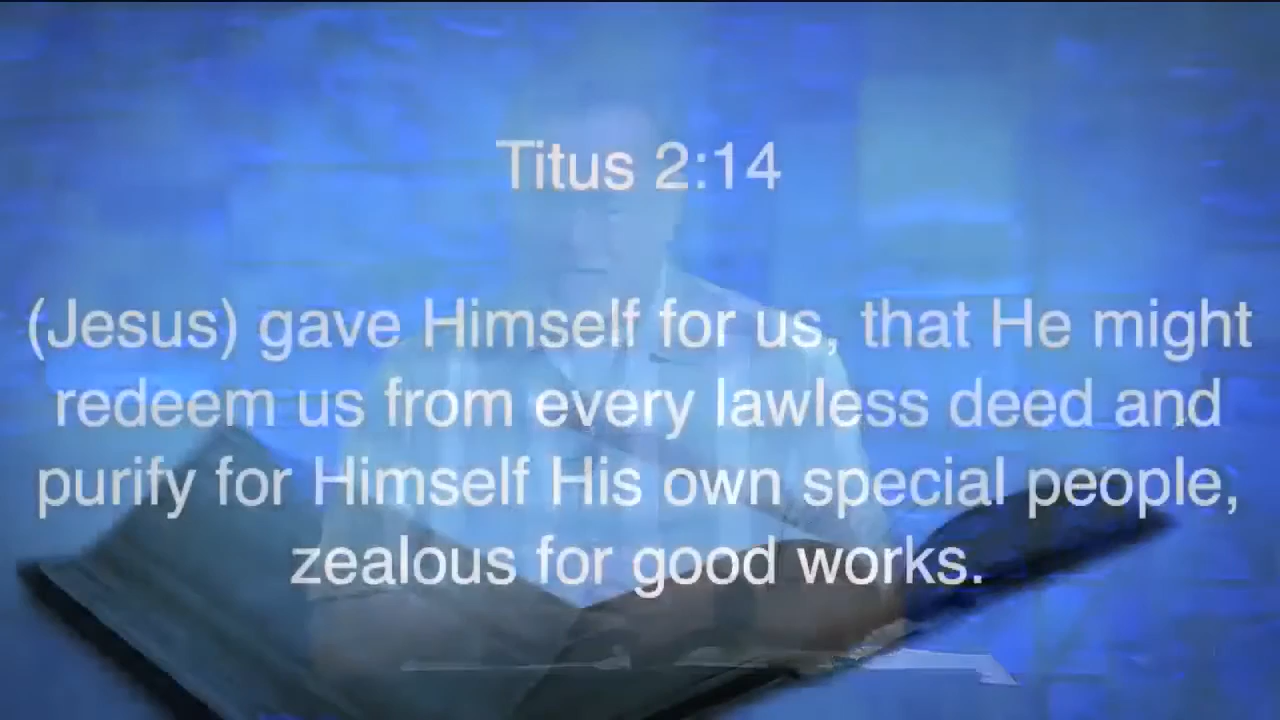 Titus 2:14
(Jesus) gave Himself for us, that He might
redeem us from every lawless deed and
purify for Himself His own special people,
zealous for good works.